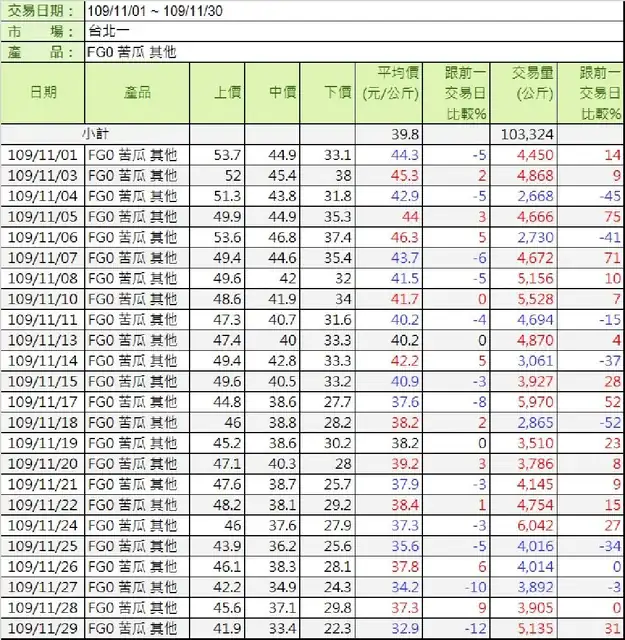 交易日期： 109/11/01 ~ 109/11/30
市　場： 台北一
產　品： FG0 苦瓜 其他
日期 產品 上價 中價 下價 平均價(元/公斤) 跟前一交易日比較% 交易量(公斤) 跟前一交易日比較%
小計 39.8 103,324
109/11/01 FG0 苦瓜 其他 53.7 44.9 33.1 44.3 -5 4,450 14
109/11/03 FG0 苦瓜 其他 52 45.4 38 45.3 2 4,868 9
109/11/04 FG0 苦瓜 其他 51.3 43.8 31.8 42.9 -5 2,668 -45
109/11/05 FG0 苦瓜 其他 49.9 44.9 35.3 44 3 4,666 75
109/11/06 FG0 苦瓜 其他 53.6 46.8 37.4 46.3 5 2,730 -41
109/11/07 FG0 苦瓜 其他 49.4 44.6 35.4 43.7 -6 4,672 71
109/11/08 FG0 苦瓜 其他 49.6 42 32 41.5 -5 5,156 10
109/11/10 FG0 苦瓜 其他 48.6 41.9 34 41.7 0 5,528 7
109/11/11 FG0 苦瓜 其他 47.3 40.7 31.6 40.2 -4 4,694 -15
109/11/13 FG0 苦瓜 其他 47.4 40 33.3 40.2 0 4,870 4
109/11/14 FG0 苦瓜 其他 49.4 42.8 33.3 42.2 5 3,061 -37
109/11/15 FG0 苦瓜 其他 49.6 40.5 33.2 40.9 -3 3,927 28
109/11/17 FG0 苦瓜 其他 44.8 38.6 27.7 37.6 -8 5,970 52
109/11/18 FG0 苦瓜 其他 46 38.8 28.2 38.2 2 2,865 -52
109/11/19 FG0 苦瓜 其他 45.2 38.6 30.2 38.2 0 3,510 23
109/11/20 FG0 苦瓜 其他 47.1 40.3 28 39.2 3 3,786 8
109/11/21 FG0 苦瓜 其他 47.6 38.7 25.7 37.9 -3 4,145 9
109/11/22 FG0 苦瓜 其他 48.2 38.1 29.2 38.4 1 4,754 15
109/11/24 FG0 苦瓜 其他 46 37.6 27.9 37.3 -3 6,042 27
109/11/25 FG0 苦瓜 其他 43.9 36.2 25.6 35.6 -5 4,016 -34
109/11/26 FG0 苦瓜 其他 46.1 38.3 28.1 37.8 6 4,014 0
109/11/27 FG0 苦瓜 其他 42.2 34.9 24.3 34.2 -10 3,892 -3
109/11/28 FG0 苦瓜 其他 45.6 37.1 29.8 37.3 9 3,905 0
109/11/29 FG0 苦瓜 其他 41.9 33.4 22.3 32.9 -12 5,135 31